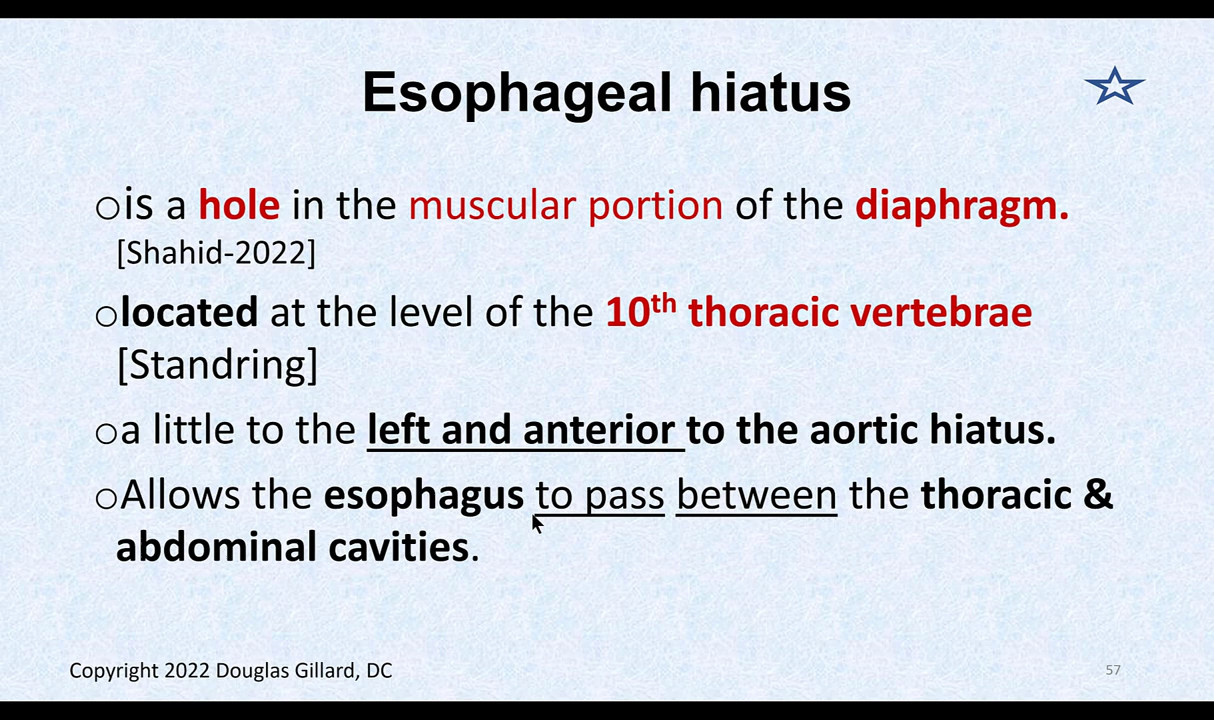 Esophageal hiatus
○is a hole in the muscular portion of the diaphragm.
[Shahid-2022]
○located at the level of the 10th thoracic vertebrae
[Standring]
○a little to the left and anterior to the aortic hiatus.
○Allows the esophagus to pass between the thoracic &
abdominal cavities.
Copyright 2022 Douglas Gillard, DC
57